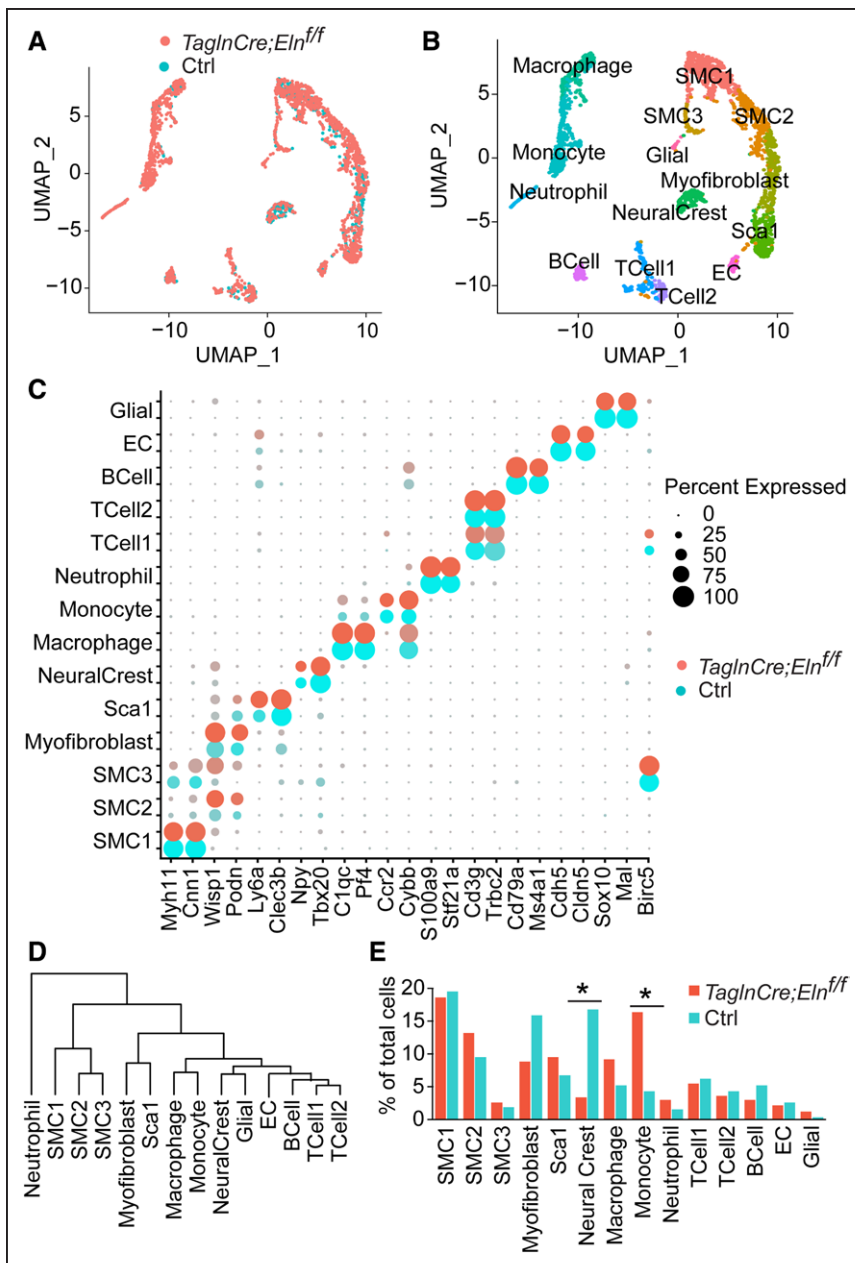 A
TaglnCre;Eln^f/f
Ctrl
5
0
−5
−10
UMAP_2
−10
0
10
UMAP_1
B
Macrophage
SMC1
SMC3
SMC2
Glial
Monocyte
Myofibroblast
Neutrophil
NeuralCrest
Sca1
BCell
TCell1
EC
TCell2
5
0
−5
−10
UMAP_2
−10
0
10
UMAP_1
C
Glial
EC
BCell
TCell2
TCell1
Neutrophil
Monocyte
Macrophage
NeuralCrest
Sca1
Myofibroblast
SMC3
SMC2
SMC1
Myh11
Cnn1
Wisp1
Podn
Ly6a
Clec3b
Npy
Tbx20
C1qc
Pf4
Ccr2
Cybb
S100a9
Stf21a
Cd3g
Trbc2
Cd79a
Ms4a1
Cdh5
Cldn5
Sox10
Mal
Birc5
Percent Expressed
0
25
50
75
100
TaglnCre;Eln^f/f
Ctrl
D
Neutrophil
SMC1
SMC2
SMC3
Myofibroblast
Sca1
Macrophage
Monocyte
NeuralCrest
Glial
EC
BCell
TCell1
TCell2
E
% of total cells
20
15
10
5
0
*
*
TaglnCre;Eln^f/f
Ctrl
SMC1
SMC2
SMC3
Myofibroblast
Sca1
Neural Crest
Macrophage
Monocyte
Neutrophil
TCell1
TCell2
BCell
EC
Glial